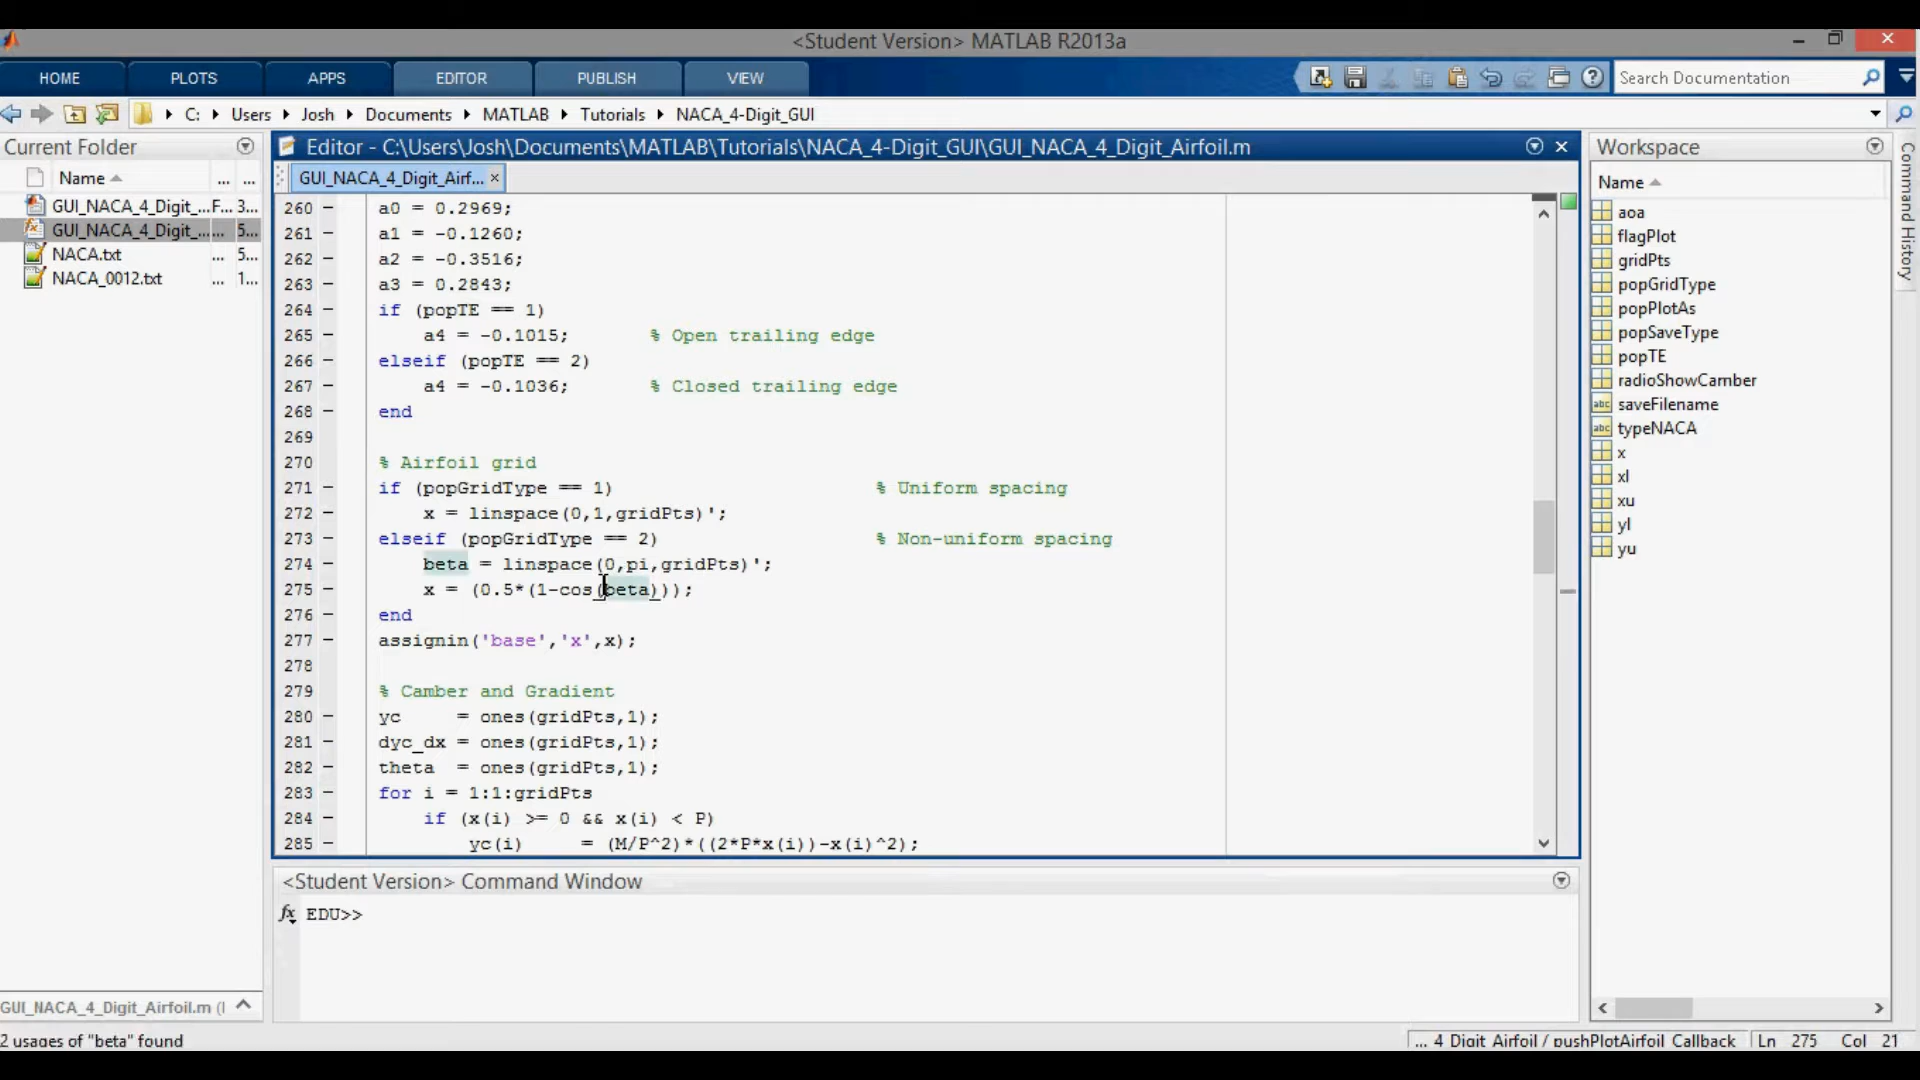 <Student Version> MATLAB R2013a
HOME PLOTS APPS EDITOR PUBLISH VIEW Search Documentation
C: Users Josh Documents MATLAB Tutorials NACA_4-Digit_GUI
Current Folder
Name ... ...
GUI_NACA_4_Digit_...F... 3...
GUI_NACA_4_Digit_...... 5...
NACA.txt ... 5...
NACA_0012.txt ... 1...
GUI_NACA_4_Digit_Airfoil.m (
Editor - C:\Users\Josh\Documents\MATLAB\Tutorials\NACA_4-Digit_GUI\GUI_NACA_4_Digit_Airfoil.m
GUI_NACA_4_Digit_Airf... ×
260 – a0 = 0.2969;
261 – a1 = -0.1260;
262 – a2 = -0.3516;
263 – a3 = 0.2843;
264 – if (popTE == 1)
265 – a4 = -0.1015; % Open trailing edge
266 – elseif (popTE == 2)
267 – a4 = -0.1036; % Closed trailing edge
268 – end
269
270 % Airfoil grid
271 – if (popGridType == 1) % Uniform spacing
272 – x = linspace(0,1,gridPts)';
273 – elseif (popGridType == 2) % Non-uniform spacing
274 – beta = linspace(0,pi,gridPts)';
275 – x = (0.5*(1-cos(beta)));
276 – end
277 – assignin('base','x',x);
278
279 % Camber and Gradient
280 – yc = ones(gridPts,1);
281 – dyc_dx = ones(gridPts,1);
282 – theta = ones(gridPts,1);
283 – for i = 1:1:gridPts
284 – if (x(i) >= 0 && x(i) < P)
285 – yc(i) = (M/P^2)*((2*P*x(i))-x(i)^2);
<Student Version> Command Window
fx EDU>>
Workspace
Name
aoa
flagPlot
gridPts
popGridType
popPlotAs
popSaveType
popTE
radioShowCamber
abc saveFilename
abc typeNACA
x
xl
xu
yl
yu
Command History
2 usages of "beta" found
... 4 Digit Airfoil / pushPlotAirfoil Callback Ln 275 Col 21